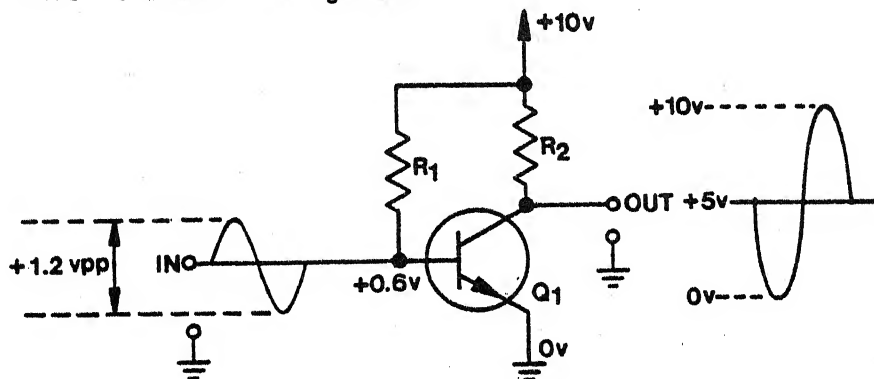 +10v
R1
R2
+10v
OUT
+5v
0v
+1.2 vpp
IN
+0.6v
Q1
0v